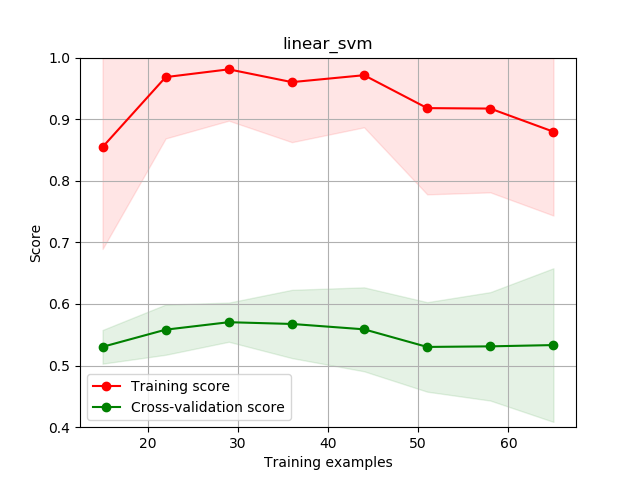 linear_svm
1.0
0.9
0.8
0.7
0.6
0.5
0.4
Score
Training score
Cross-validation score
20 30 40 50 60
Training examples